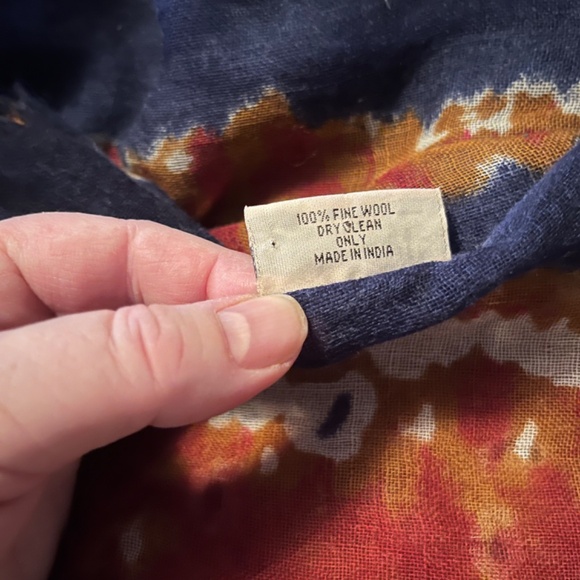 100% FINE WOOL
DRY CLEAN
ONLY
MADE IN INDIA